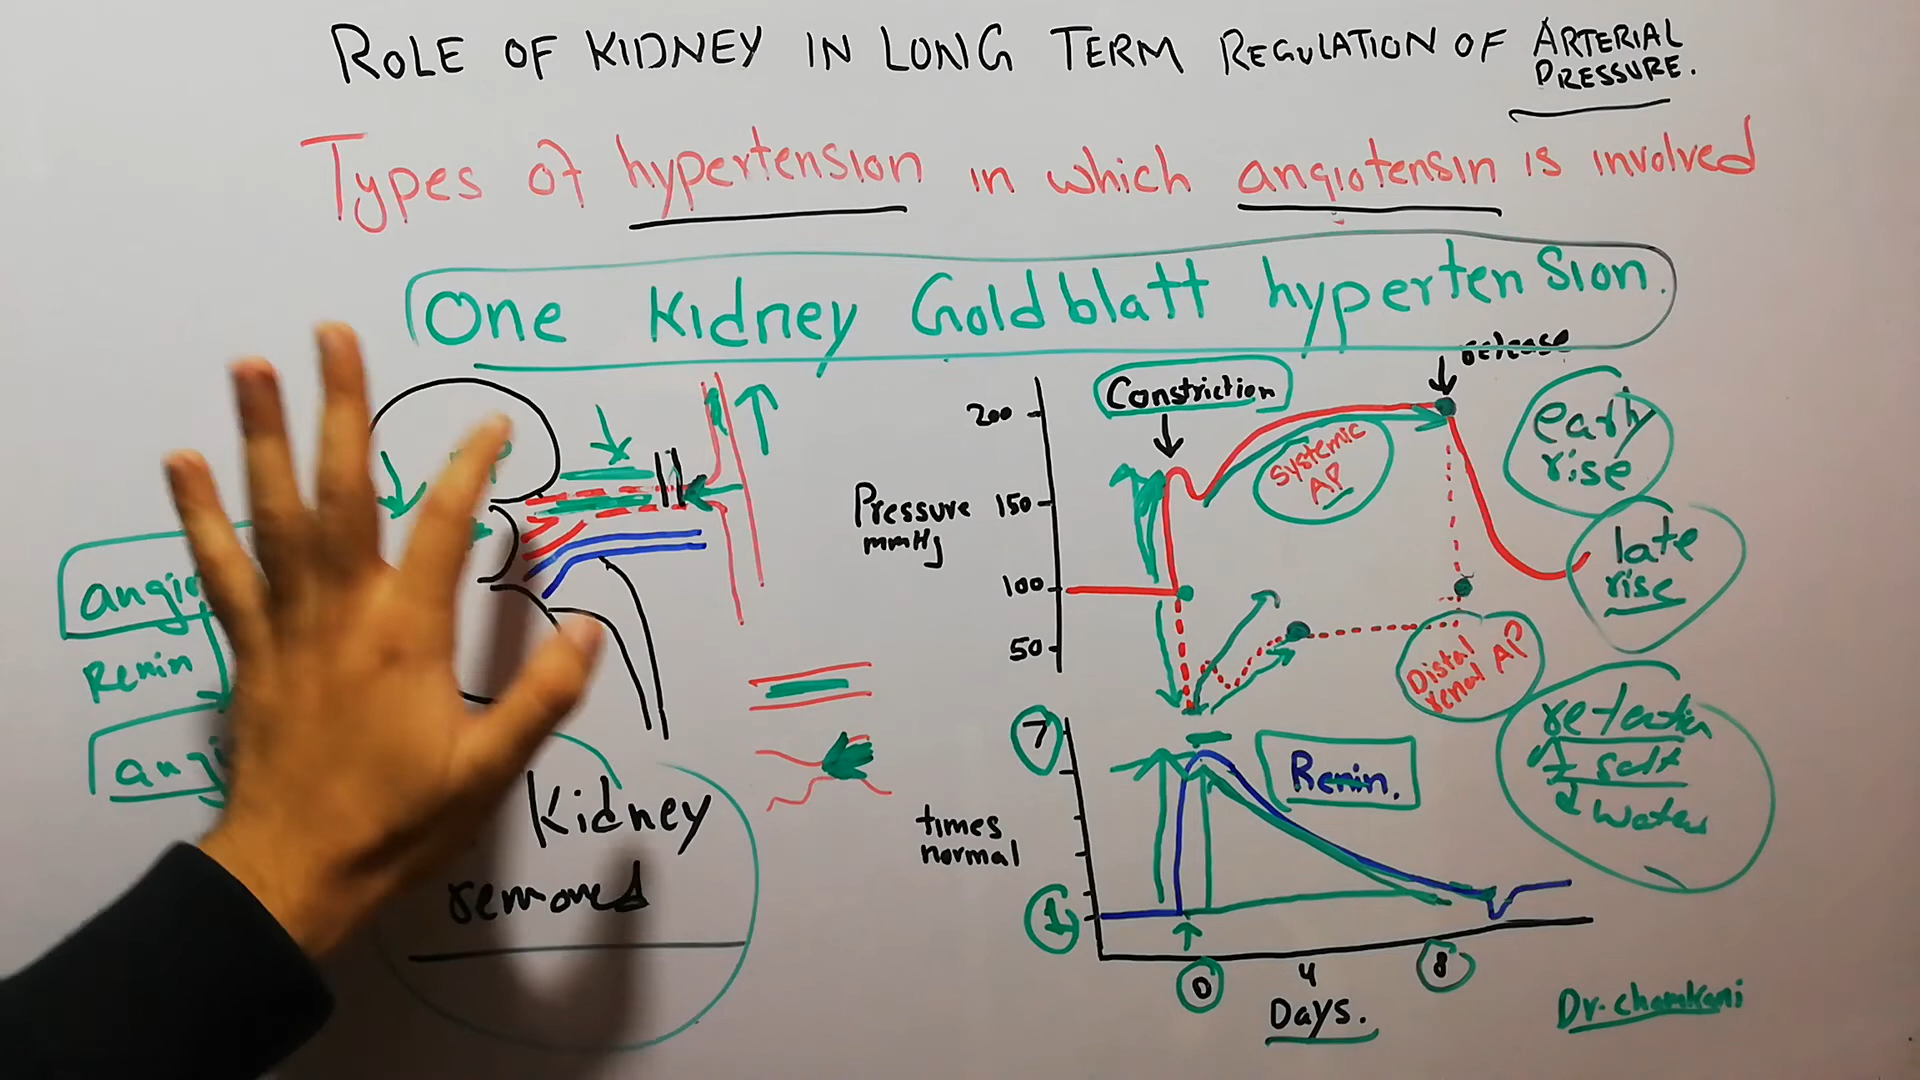 ROLE OF KIDNEY IN LONG TERM REGULATION OF ARTERIAL PRESSURE.
Types of hypertension in which angiotensin is involved
One Kidney Goldblatt hypertension.
release
Constriction
200
150
100
50
Pressure
mmHg
Systemic
AP
early
rise
late
rise
Distal
renal AP
angio
Renin
angi
Kidney
removed
7
1
times
normal
Renin.
retention
salt
&
water
0
4
8
Days.
Dr. chamkani